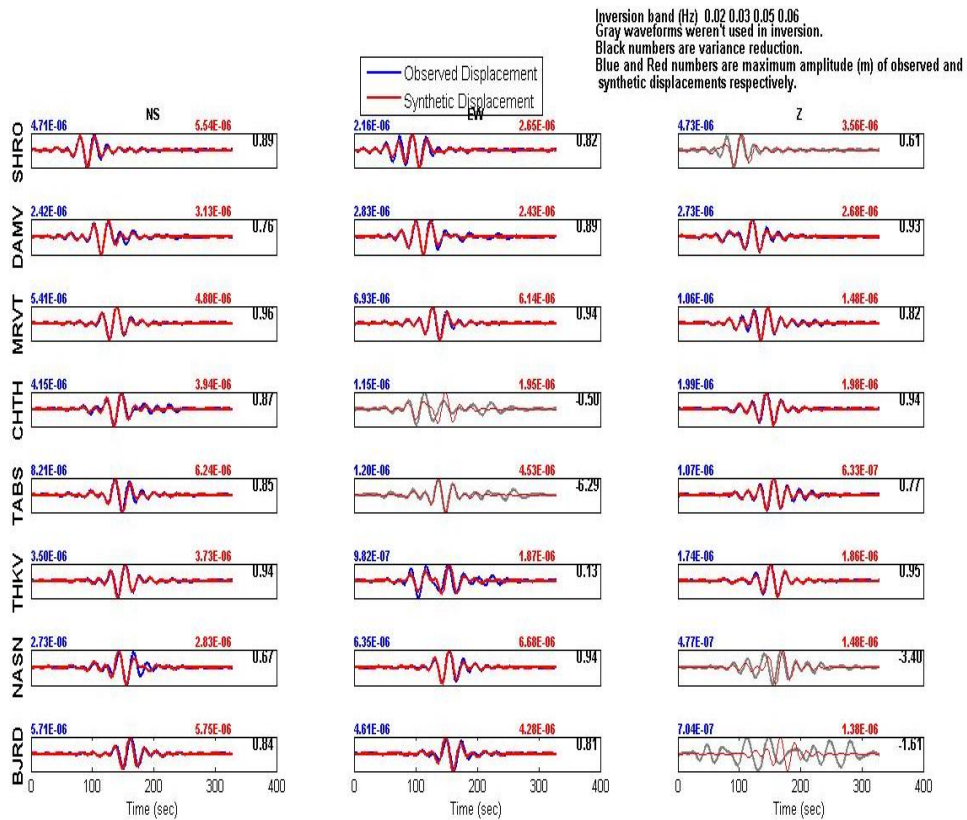 Inversion band (Hz) 0.02 0.03 0.05 0.06
Gray waveforms weren't used in inversion.
Black numbers are variance reduction.
Blue and Red numbers are maximum amplitude (m) of observed and
synthetic displacements respectively.
Observed Displacement
Synthetic Displacement
NS EW Z
SHRO 4.71E-06 5.54E-06 0.89 2.16E-06 2.65E-06 0.82 4.73E-06 3.56E-06 0.61
DAMV 2.42E-06 3.13E-06 0.76 2.83E-06 2.43E-06 0.89 2.73E-06 2.68E-06 0.93
MRVT 5.41E-06 4.80E-06 0.96 6.93E-06 6.14E-06 0.94 1.06E-06 1.48E-06 0.82
CHTH 4.15E-06 3.94E-06 0.87 1.15E-06 1.95E-06 -0.50 1.99E-06 1.98E-06 0.94
TABS 8.21E-06 6.24E-06 0.85 1.20E-06 4.53E-06 -6.29 1.07E-06 6.33E-07 0.77
THKV 3.50E-06 3.73E-06 0.94 9.82E-07 1.87E-06 0.13 1.74E-06 1.86E-06 0.95
NASN 2.73E-06 2.83E-06 0.67 6.35E-06 6.68E-06 0.94 4.77E-07 1.48E-06 -3.40
BJRD 5.71E-06 5.75E-06 0.84 4.61E-06 4.28E-06 0.81 7.04E-07 1.38E-06 -1.61
0 100 200 300 400 0 100 200 300 400 0 100 200 300 400
Time (sec) Time (sec) Time (sec)